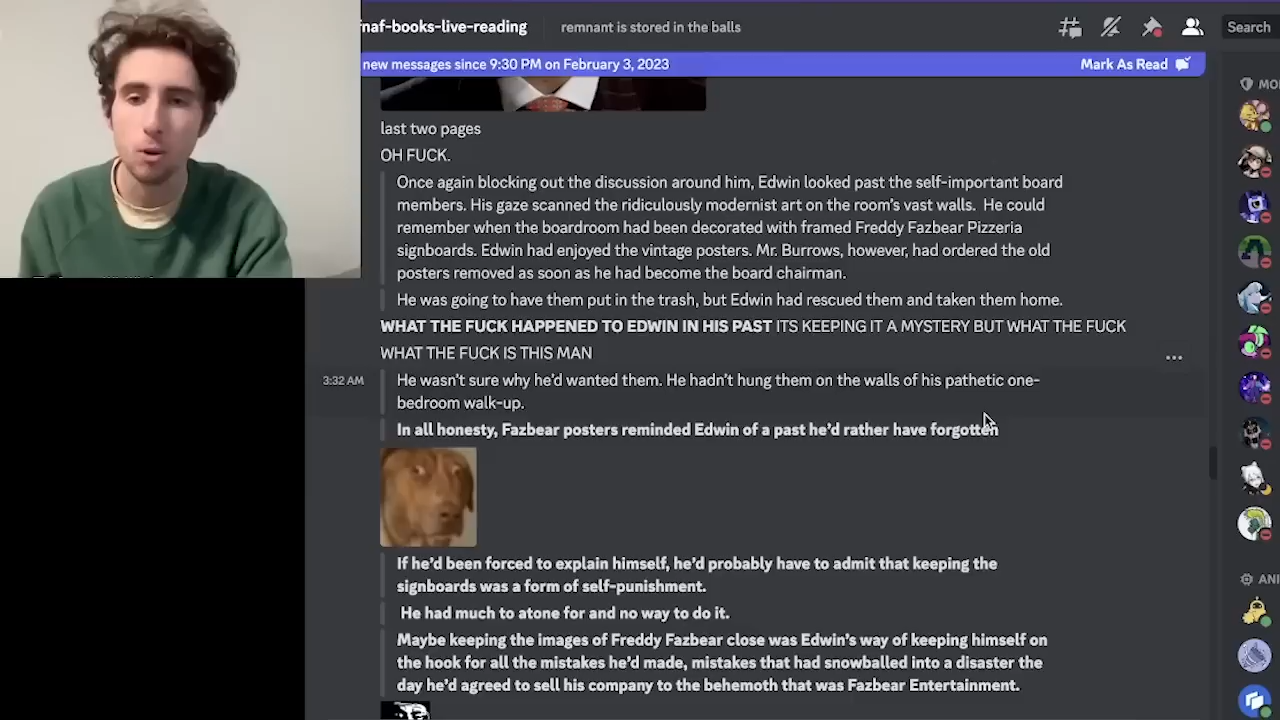 fnaf-books-live-reading
remnant is stored in the balls
Search
new messages since 9:30 PM on February 3, 2023
Mark As Read
MO
last two pages
OH FUCK.
Once again blocking out the discussion around him, Edwin looked past the self-important board
members. His gaze scanned the ridiculously modernist art on the room's vast walls. He could
remember when the boardroom had been decorated with framed Freddy Fazbear Pizzeria
signboards. Edwin had enjoyed the vintage posters. Mr. Burrows, however, had ordered the old
posters removed as soon as he had become the board chairman.
He was going to have them put in the trash, but Edwin had rescued them and taken them home.
WHAT THE FUCK HAPPENED TO EDWIN IN HIS PAST ITS KEEPING IT A MYSTERY BUT WHAT THE FUCK
WHAT THE FUCK IS THIS MAN
3:32 AM
He wasn't sure why he'd wanted them. He hadn't hung them on the walls of his pathetic one-
bedroom walk-up.
In all honesty, Fazbear posters reminded Edwin of a past he'd rather have forgotten
If he'd been forced to explain himself, he'd probably have to admit that keeping the
signboards was a form of self-punishment.
ANI
He had much to atone for and no way to do it.
Maybe keeping the images of Freddy Fazbear close was Edwin's way of keeping himself on
the hook for all the mistakes he'd made, mistakes that had snowballed into a disaster the
day he'd agreed to sell his company to the behemoth that was Fazbear Entertainment.